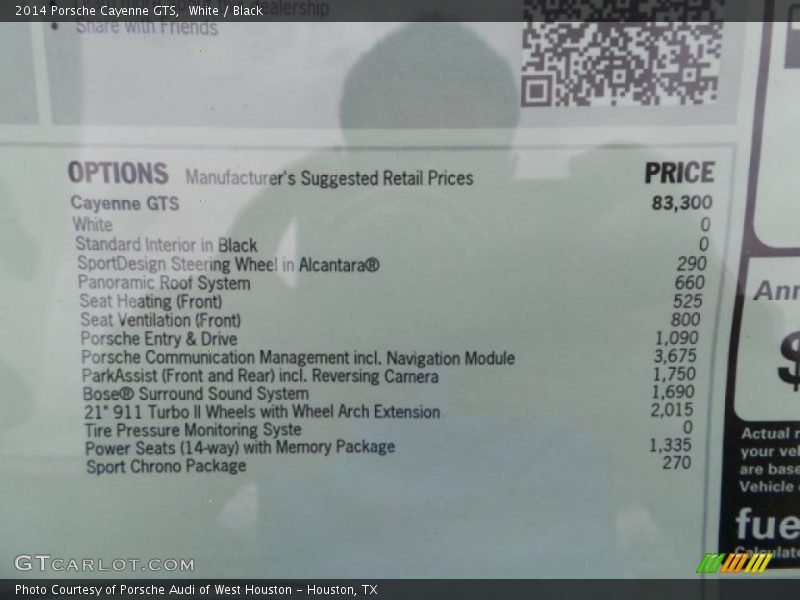 2014 Porsche Cayenne GTS, White / Black
dealership
Share with Friends
OPTIONS Manufacturer's Suggested Retail Prices PRICE
Cayenne GTS 83,300
White 0
Standard Interior in Black 0
SportDesign Steering Wheel in Alcantara® 290
Panoramic Roof System 660
Seat Heating (Front) 525
Seat Ventilation (Front) 800
Porsche Entry & Drive 1,090
Porsche Communication Management incl. Navigation Module 3,675
ParkAssist (Front and Rear) incl. Reversing Camera 1,750
Bose® Surround Sound System 1,690
21" 911 Turbo II Wheels with Wheel Arch Extension 2,015
Tire Pressure Monitoring Syste 0
Power Seats (14-way) with Memory Package 1,335
Sport Chrono Package 270
Ann
$
Actual
your veh
are base
Vehicle
fue
Calculate
GTCARLOT.COM
Photo Courtesy of Porsche Audi of West Houston - Houston, TX